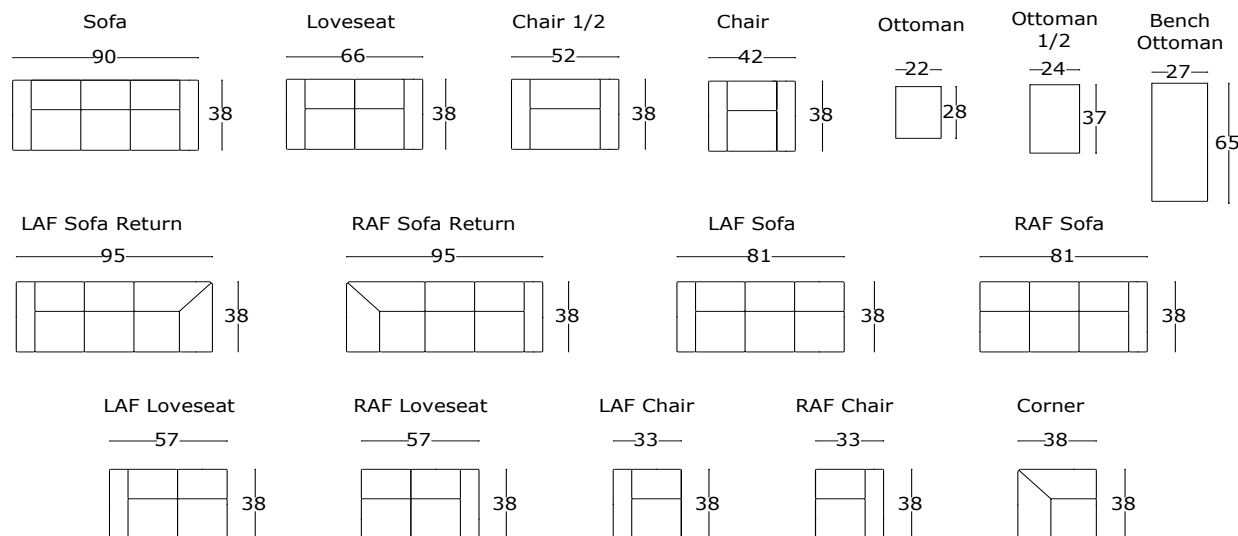 Sofa
90
38
Loveseat
66
38
Chair 1/2
52
38
Chair
42
38
Ottoman
22
28
Ottoman
1/2
24
37
Bench
Ottoman
27
65
LAF Sofa Return
95
38
RAF Sofa Return
95
38
LAF Sofa
81
38
RAF Sofa
81
38
LAF Loveseat
57
38
RAF Loveseat
57
38
LAF Chair
33
38
RAF Chair
33
38
Corner
38
38